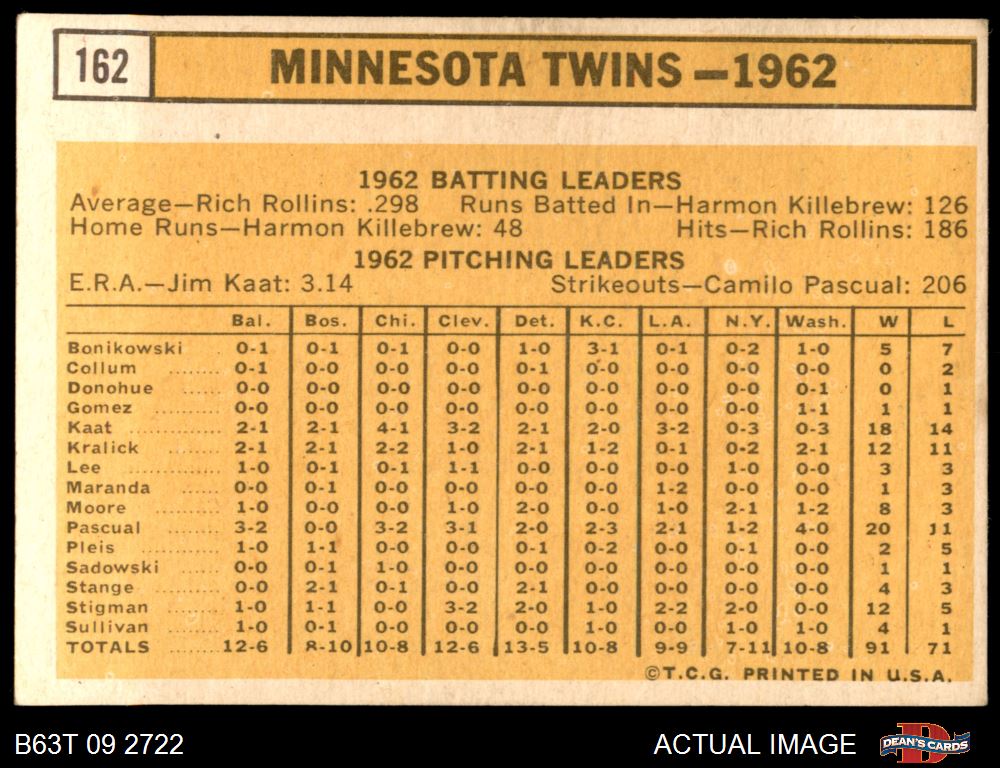 162 MINNESOTA TWINS—1962
1962 BATTING LEADERS
Average—Rich Rollins: .298 Runs Batted In—Harmon Killebrew: 126
Home Runs—Harmon Killebrew: 48 Hits—Rich Rollins: 186
1962 PITCHING LEADERS
E.R.A.—Jim Kaat: 3.14 Strikeouts—Camilo Pascual: 206
Bal. Bos. Chi. Clev. Det. K.C. L.A. N.Y. Wash. W L
Bonikowski 0-1 0-1 0-1 0-0 1-0 3-1 0-1 0-2 1-0 5 7
Collum ........ 0-1 0-0 0-0 0-0 0-1 0-0 0-0 0-0 0-0 0 2
Donohue ...... 0-0 0-0 0-0 0-0 0-0 0-0 0-0 0-0 0-1 0 1
Gomez ......... 0-0 0-0 0-0 0-0 0-0 0-0 0-0 0-0 1-1 1 1
Kaat ............ 2-1 2-1 4-1 3-2 2-1 2-0 3-2 0-3 0-3 18 14
Kralick ........ 2-1 2-1 2-2 1-0 2-1 1-2 0-1 0-2 2-1 12 11
Lee ............. 1-0 0-1 0-1 1-1 0-0 0-0 0-0 1-0 0-0 3 3
Maranda ...... 0-0 0-1 0-0 0-0 0-0 0-0 1-2 0-0 0-0 1 3
Moore ......... 1-0 0-0 0-0 1-0 2-0 0-0 1-0 2-1 1-2 8 3
Pascual ........ 3-2 0-0 3-2 3-1 2-0 2-3 2-1 1-2 4-0 20 11
Pleis ........... 1-0 1-1 0-0 0-0 0-1 0-2 0-0 0-1 0-0 2 5
Sadowski ..... 0-0 0-1 1-0 0-0 0-0 0-0 0-0 0-0 0-0 1 1
Stange ........ 0-0 2-1 0-1 0-0 2-1 0-0 0-0 0-0 0-0 4 3
Stigman ...... 1-0 1-1 0-0 3-2 2-0 1-0 2-2 2-0 0-0 12 5
Sullivan ...... 1-0 0-1 0-0 0-0 0-0 1-0 0-0 1-0 1-0 4 1
TOTALS ...... 12-6 8-10 10-8 12-6 13-5 10-8 9-9 7-11 10-8 91 71
©T.C.G. PRINTED IN U.S.A.
B63T 09 2722 ACTUAL IMAGE DEAN'S CARDS